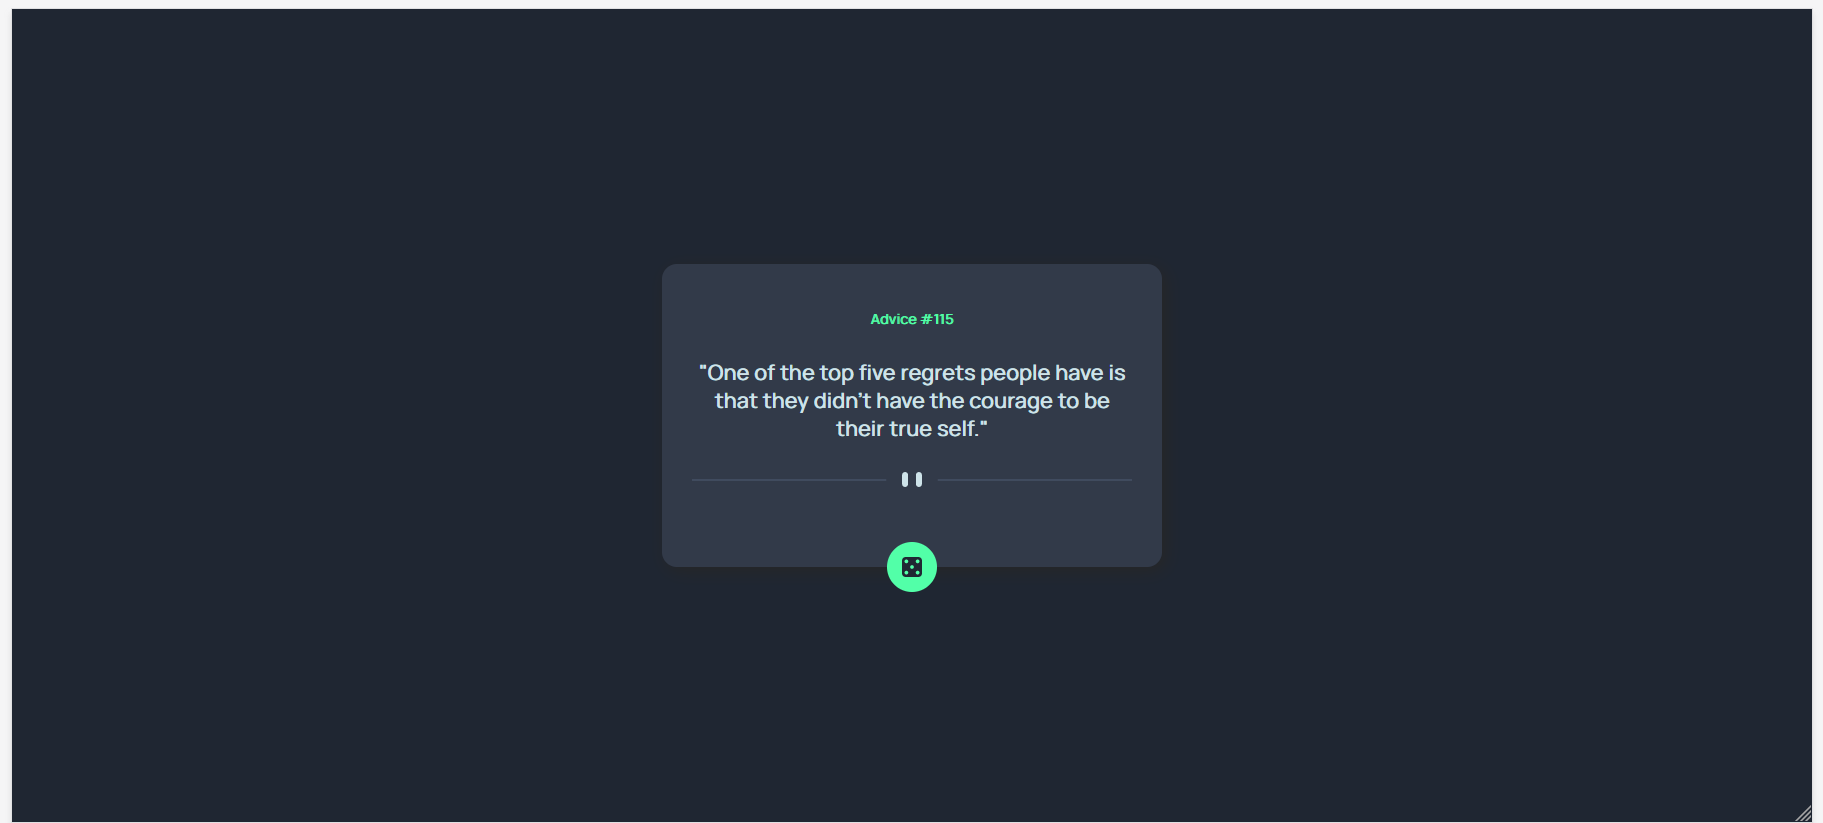 Advice #115
"One of the top five regrets people have is
that they didn't have the courage to be
their true self."